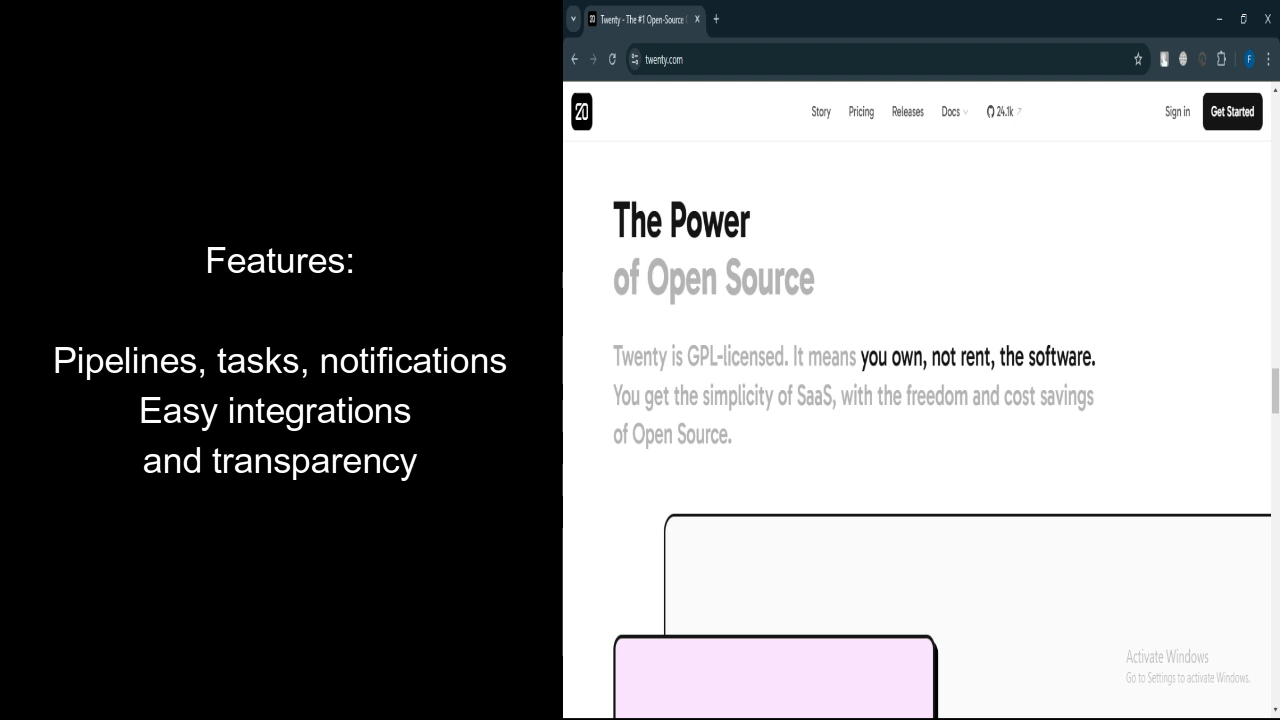 Features:
Pipelines, tasks, notifications
Easy integrations
and transparency
20 Twenty - The #1 Open-Source
twenty.com
F
20
Story Pricing Releases Docs 24.1k
Sign in Get Started
The Power
of Open Source
Twenty is GPL-licensed. It means you own, not rent, the software.
You get the simplicity of SaaS, with the freedom and cost savings
of Open Source.
Activate Windows
Go to Settings to activate Windows.